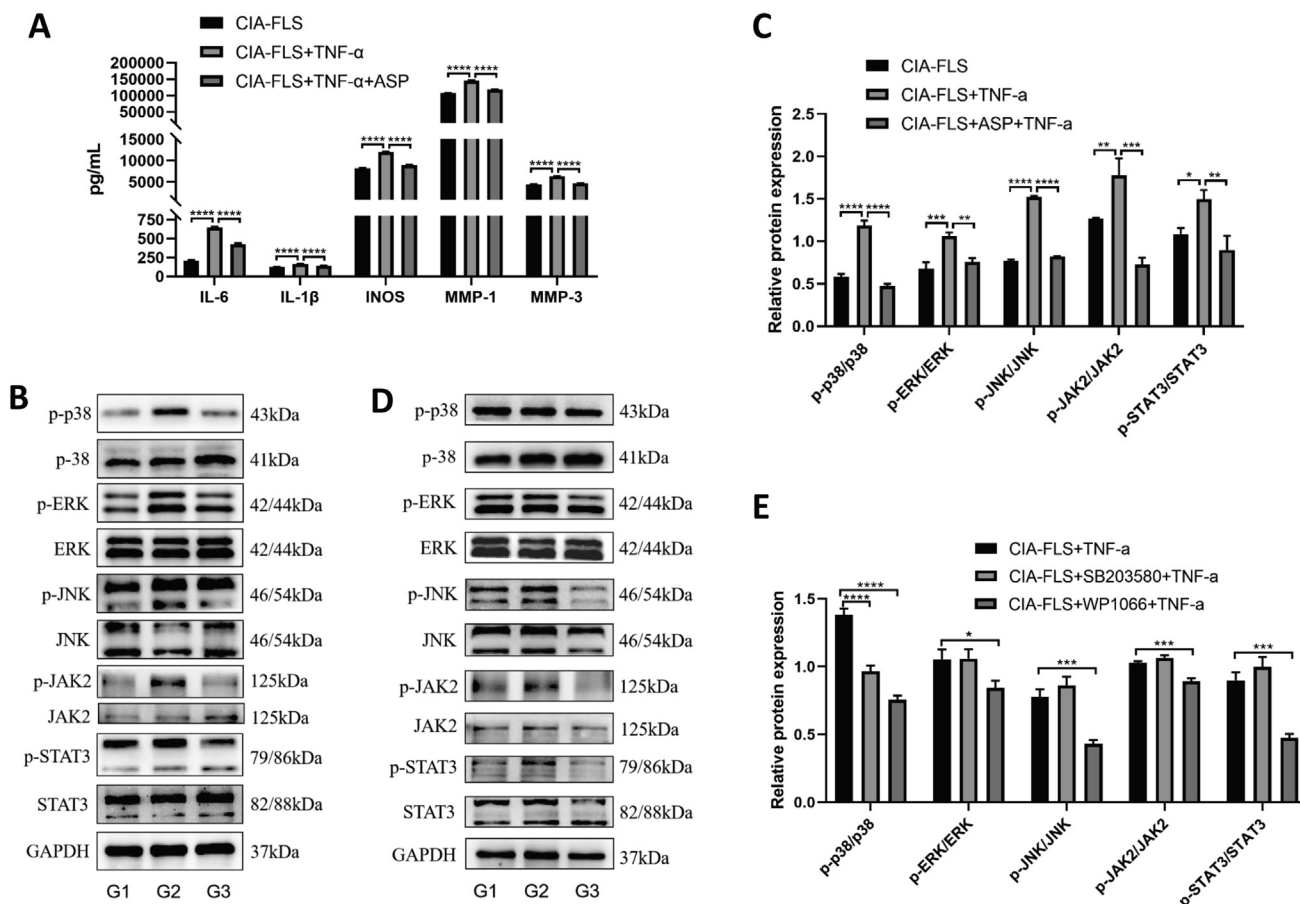 A
CIA-FLS
CIA-FLS+TNF-α
CIA-FLS+TNF-α+ASP
pg/mL
150000
125000
100000
15000
10000
5000
750
500
250
0
**** ****
**** ****
**** ****
**** ****
**** ****
IL-6 IL-1β INOS MMP-1 MMP-3
C
CIA-FLS
CIA-FLS+TNF-a
CIA-FLS+ASP+TNF-a
Relative protein expression
2.5
2.0
1.5
1.0
0.5
0.0
**** ****
*** **
**** ****
** ***
* **
p-p38/p38
p-ERK/ERK
p-JNK/JNK
p-JAK2/JAK2
p-STAT3/STAT3
B
p-p38 43kDa
p-38 41kDa
p-ERK 42/44kDa
ERK 42/44kDa
p-JNK 46/54kDa
JNK 46/54kDa
p-JAK2 125kDa
JAK2 125kDa
p-STAT3 79/86kDa
STAT3 82/88kDa
GAPDH 37kDa
G1 G2 G3
D
p-p38 43kDa
p-38 41kDa
p-ERK 42/44kDa
ERK 42/44kDa
p-JNK 46/54kDa
JNK 46/54kDa
p-JAK2 125kDa
JAK2 125kDa
p-STAT3 79/86kDa
STAT3 82/88kDa
GAPDH 37kDa
G1 G2 G3
E
CIA-FLS+TNF-a
CIA-FLS+SB203580+TNF-a
CIA-FLS+WP1066+TNF-a
Relative protein expression
1.5
1.0
0.5
0.0
****
****
*
***
***
***
p-p38/p38
p-ERK/ERK
p-JNK/JNK
p-JAK2/JAK2
p-STAT3/STAT3